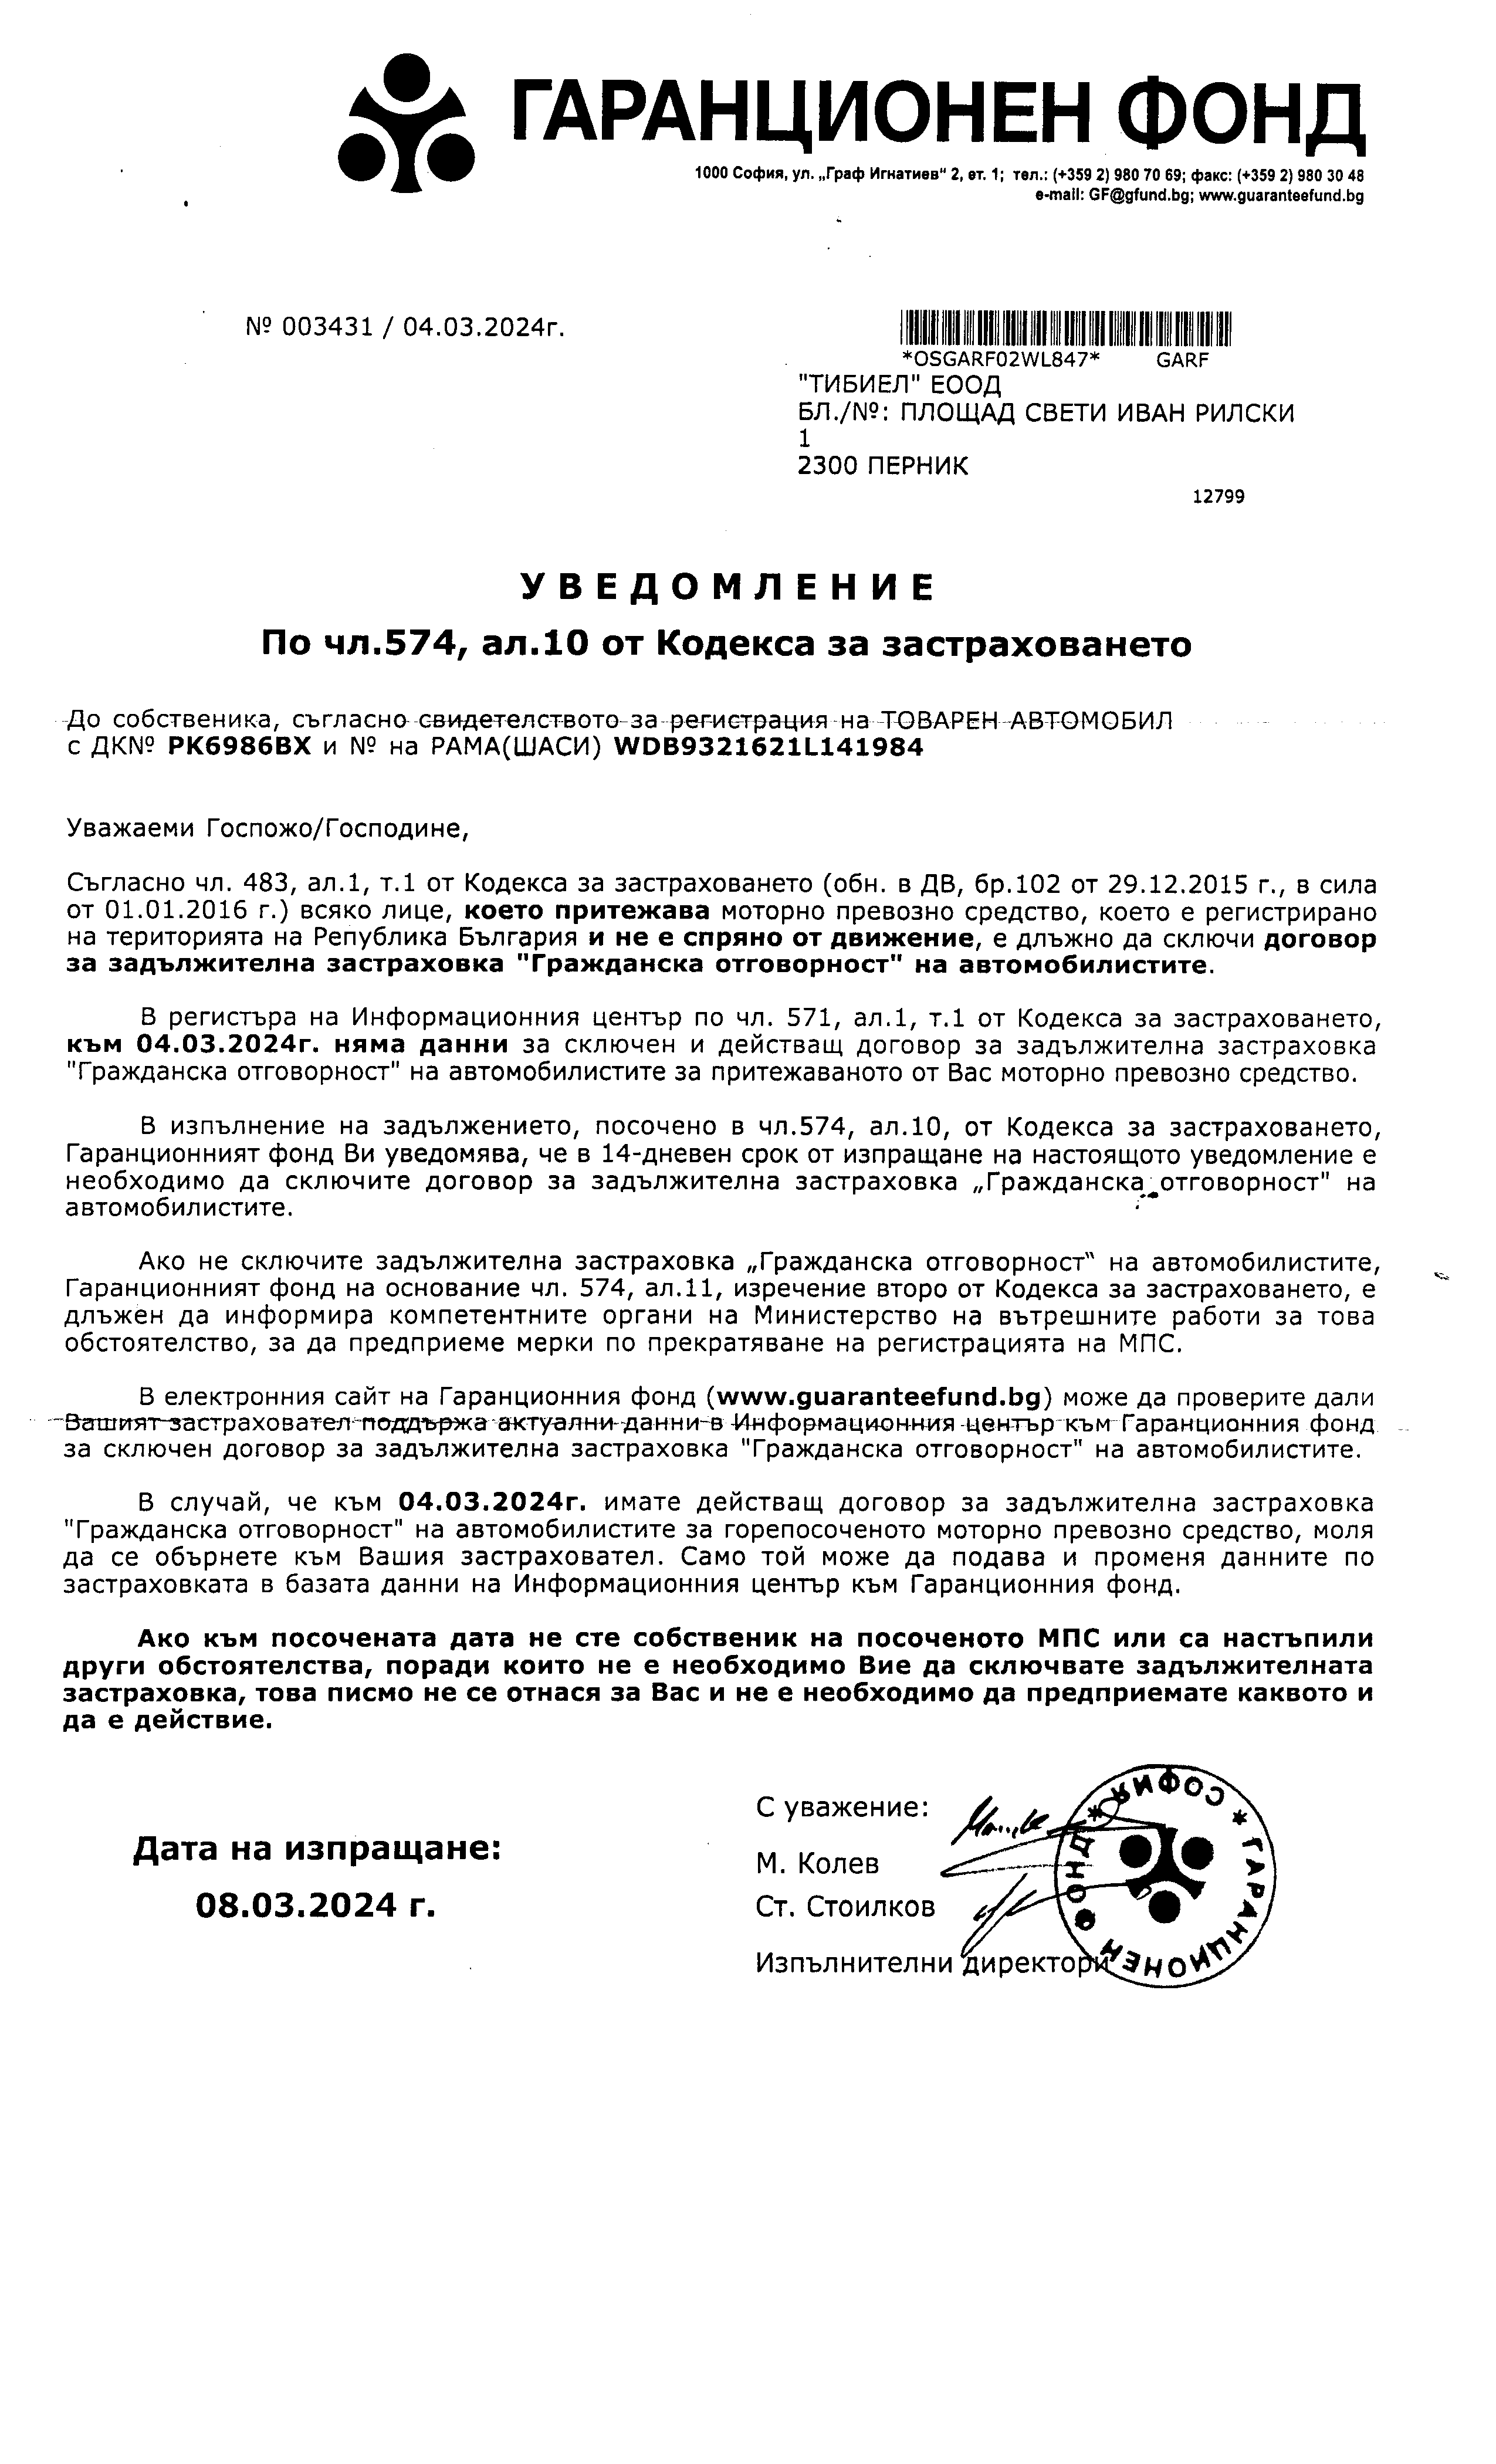 ГАРАНЦИОНЕН ФОНД
1000 София, ул. „Граф Игнатиев“ 2, ет. 1; тел.: (+359 2) 980 70 69; факс: (+359 2) 980 30 48
e-mail: GF@gfund.bg; www.guaranteefund.bg
№ 003431 / 04.03.2024г.
*OSGARF02WL847* GARF
"ТИБИЕЛ" ЕООД
БЛ./№: ПЛОЩАД СВЕТИ ИВАН РИЛСКИ
1
2300 ПЕРНИК
12799
УВЕДОМЛЕНИЕ
По чл.574, ал.10 от Кодекса за застраховането
До собственика, съгласно свидетелството за регистрация на ТОВАРЕН АВТОМОБИЛ
с ДК№ PK6986BX и № на РАМА(ШАСИ) WDB9321621L141984
Уважаеми Госпожо/Господине,
Съгласно чл. 483, ал.1, т.1 от Кодекса за застраховането (обн. в ДВ, бр.102 от 29.12.2015 г., в сила
от 01.01.2016 г.) всяко лице, което притежава моторно превозно средство, което е регистрирано
на територията на Република България и не е спряно от движение, е длъжно да сключи договор
за задължителна застраховка "Гражданска отговорност" на автомобилистите.
В регистъра на Информационния център по чл. 571, ал.1, т.1 от Кодекса за застраховането,
към 04.03.2024г. няма данни за сключен и действащ договор за задължителна застраховка
"Гражданска отговорност" на автомобилистите за притежаваното от Вас моторно превозно средство.
В изпълнение на задължението, посочено в чл.574, ал.10, от Кодекса за застраховането,
Гаранционният фонд Ви уведомява, че в 14-дневен срок от изпращане на настоящото уведомление е
необходимо да сключите договор за задължителна застраховка „Гражданска отговорност" на
автомобилистите.
Ако не сключите задължителна застраховка „Гражданска отговорност“ на автомобилистите,
Гаранционният фонд на основание чл. 574, ал.11, изречение второ от Кодекса за застраховането, е
длъжен да информира компетентните органи на Министерство на вътрешните работи за това
обстоятелство, за да предприеме мерки по прекратяване на регистрацията на МПС.
В електронния сайт на Гаранционния фонд (www.guaranteefund.bg) може да проверите дали
Вашият застраховател поддържа актуални данни в Информационния център към Гаранционния фонд
за сключен договор за задължителна застраховка "Гражданска отговорност" на автомобилистите.
В случай, че към 04.03.2024г. имате действащ договор за задължителна застраховка
"Гражданска отговорност" на автомобилистите за горепосоченото моторно превозно средство, моля
да се обърнете към Вашия застраховател. Само той може да подава и променя данните по
застраховката в базата данни на Информационния център към Гаранционния фонд.
Ако към посочената дата не сте собственик на посоченото МПС или са настъпили
други обстоятелства, поради които не е необходимо Вие да сключвате задължителната
застраховка, това писмо не се отнася за Вас и не е необходимо да предприемате каквото и
да е действие.
С уважение:
Дата на изпращане:
М. Колев
08.03.2024 г.
Ст. Стоилков
Изпълнителни директори
* ГАРАНЦИОНЕН ФОНД * СОФИЯ